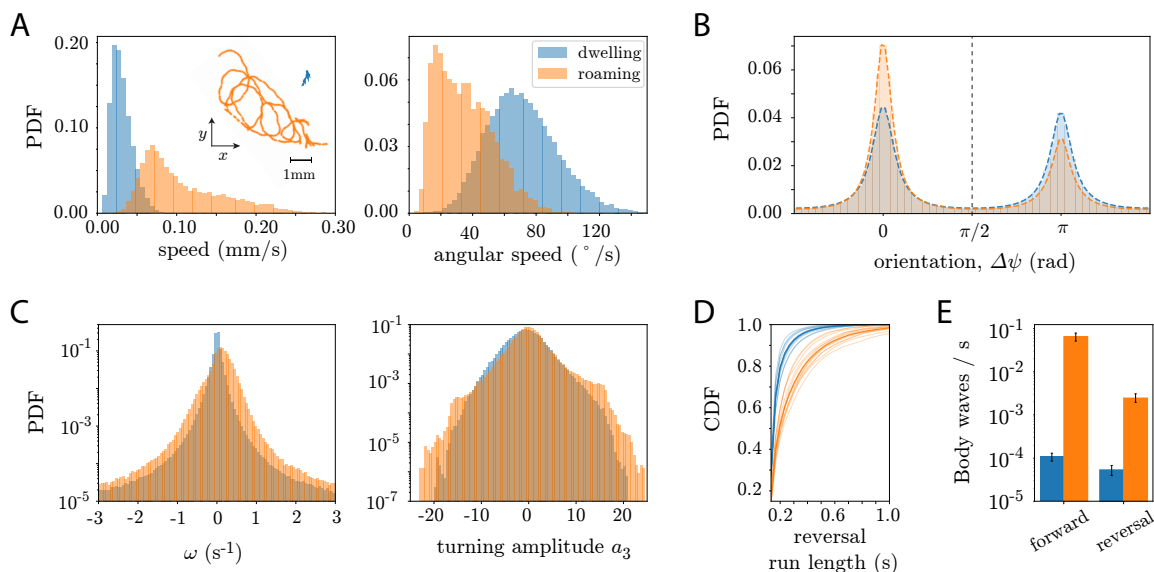 A
PDF
0.20
0.10
0.00
0.00 0.10 0.20 0.30
speed (mm/s)
y
x
1mm
0.06
0.03
0.00
0 40 80 120
angular speed (°/s)
dwelling
roaming
B
PDF
0.06
0.04
0.02
0.00
0 π/2 π
orientation, Δψ (rad)
C
PDF
10-1
10-3
10-5
-3 -2 -1 0 1 2 3
ω (s-1)
10-1
10-3
10-5
10-7
-20 -10 0 10 20
turning amplitude a3
D
CDF
1.0
0.8
0.6
0.4
0.2
0.2 0.6 1.0
reversal
run length (s)
E
Body waves / s
10-1
10-2
10-3
10-4
10-5
forward reversal